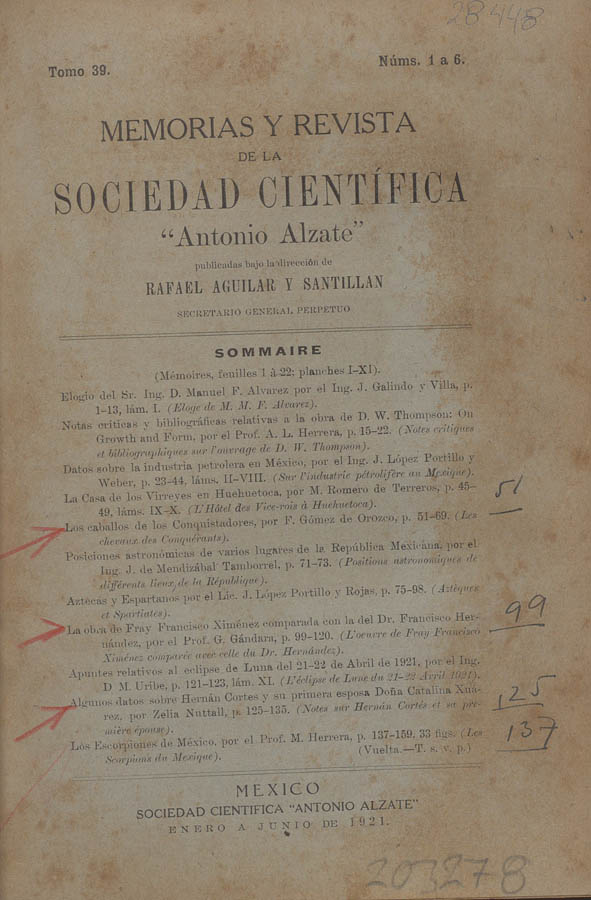 28448
Tomo 39.
Núms. 1 a 6.
MEMORIAS Y REVISTA
DE LA
SOCIEDAD CIENTÍFICA
“Antonio Alzate”
publicadas bajo la dirección de
RAFAEL AGUILAR Y SANTILLAN
SECRETARIO GENERAL PERPETUO
SOMMAIRE
(Mémoires, feuilles 1 à 22; planches I-XI).
Elogio del Sr. Ing. D. Manuel F. Alvarez por el Ing. J. Galindo y Villa, p.
1-13, lám. I. (Eloge de M. M. F. Alvarez).
Notas críticas y bibliográficas relativas a la obra de D. W. Thompson: On
Growth and Form, por el Prof. A. L. Herrera, p. 15-22. (Notes critiques
et bibliographiques sur l'ouvrage de D. W. Thompson).
Datos sobre la industria petrolera en México, por el Ing. J. López Portillo y
Weber, p. 23-44, láms. II-VIII. (Sur l'industrie pétrolifère au Mexique).
La Casa de los Virreyes en Huehuetoca, por M. Romero de Terreros, p. 45-
49, láms. IX-X. (L'Hôtel des Vice-rois à Huehuetoca).
51
Los caballos de los Conquistadores, por F. Gómez de Orozco, p. 51-69. (Les
chevaux des Conquérants).
Posiciones astronómicas de varios lugares de la República Mexicana, por el
Ing. J. de Mendizábal Tamborrel, p. 71-73. (Positions astronomiques de
différents lieux de la République).
Aztecas y Espartanos por el Lic. J. López Portillo y Rojas, p. 75-98. (Aztèques
et Spartiates).
99
La obra de Fray Francisco Ximénez comparada con la del Dr. Francisco Her-
nández, por el Prof. G. Gándara, p. 99-120. (L'oeuvre de Fray Francisco
Ximénez comparée avec celle du Dr. Hernández).
Apuntes relativos al eclipse de Luna del 21-22 de Abril de 1921, por el Ing.
D M. Uribe, p. 121-123, lám. XI. (L'éclipse de Lune du 21-22 Avril 1921).
125
Algunos datos sobre Hernán Cortes y su primera esposa Doña Catalina Xuá-
rez, por Zelia Nuttall, p. 125-135. (Notes sur Hernán Cortés et sa pre-
mière épouse).
137
Los Escorpiones de México, por el Prof. M. Herrera, p. 137-159, 33 figs. (Les
Scorpions du Mexique).
(Vuelta.—T. s. v. p.)
MEXICO
SOCIEDAD CIENTIFICA “ANTONIO ALZATE”
ENERO A JUNIO DE 1921.
203278